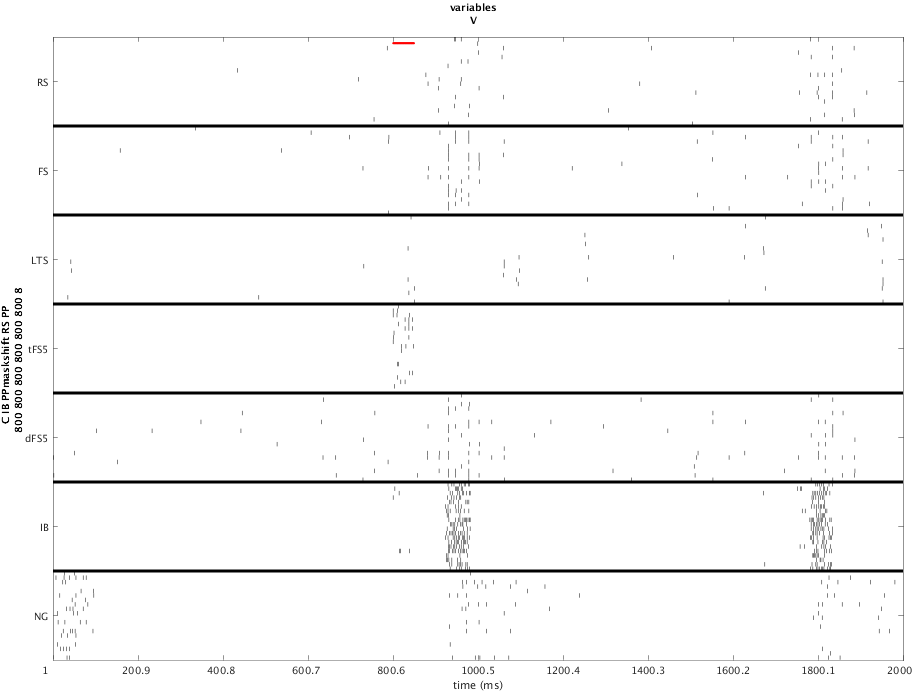 variables
V
RS
FS
LTS
tFS5
dFS5
IB
NG
C IB PPmaskshift RS PP
800 800 800 800 800 800 8
1
200.9
400.8
600.7
800.6
1000.5
1200.4
1400.3
1600.2
1800.1
2000
time (ms)